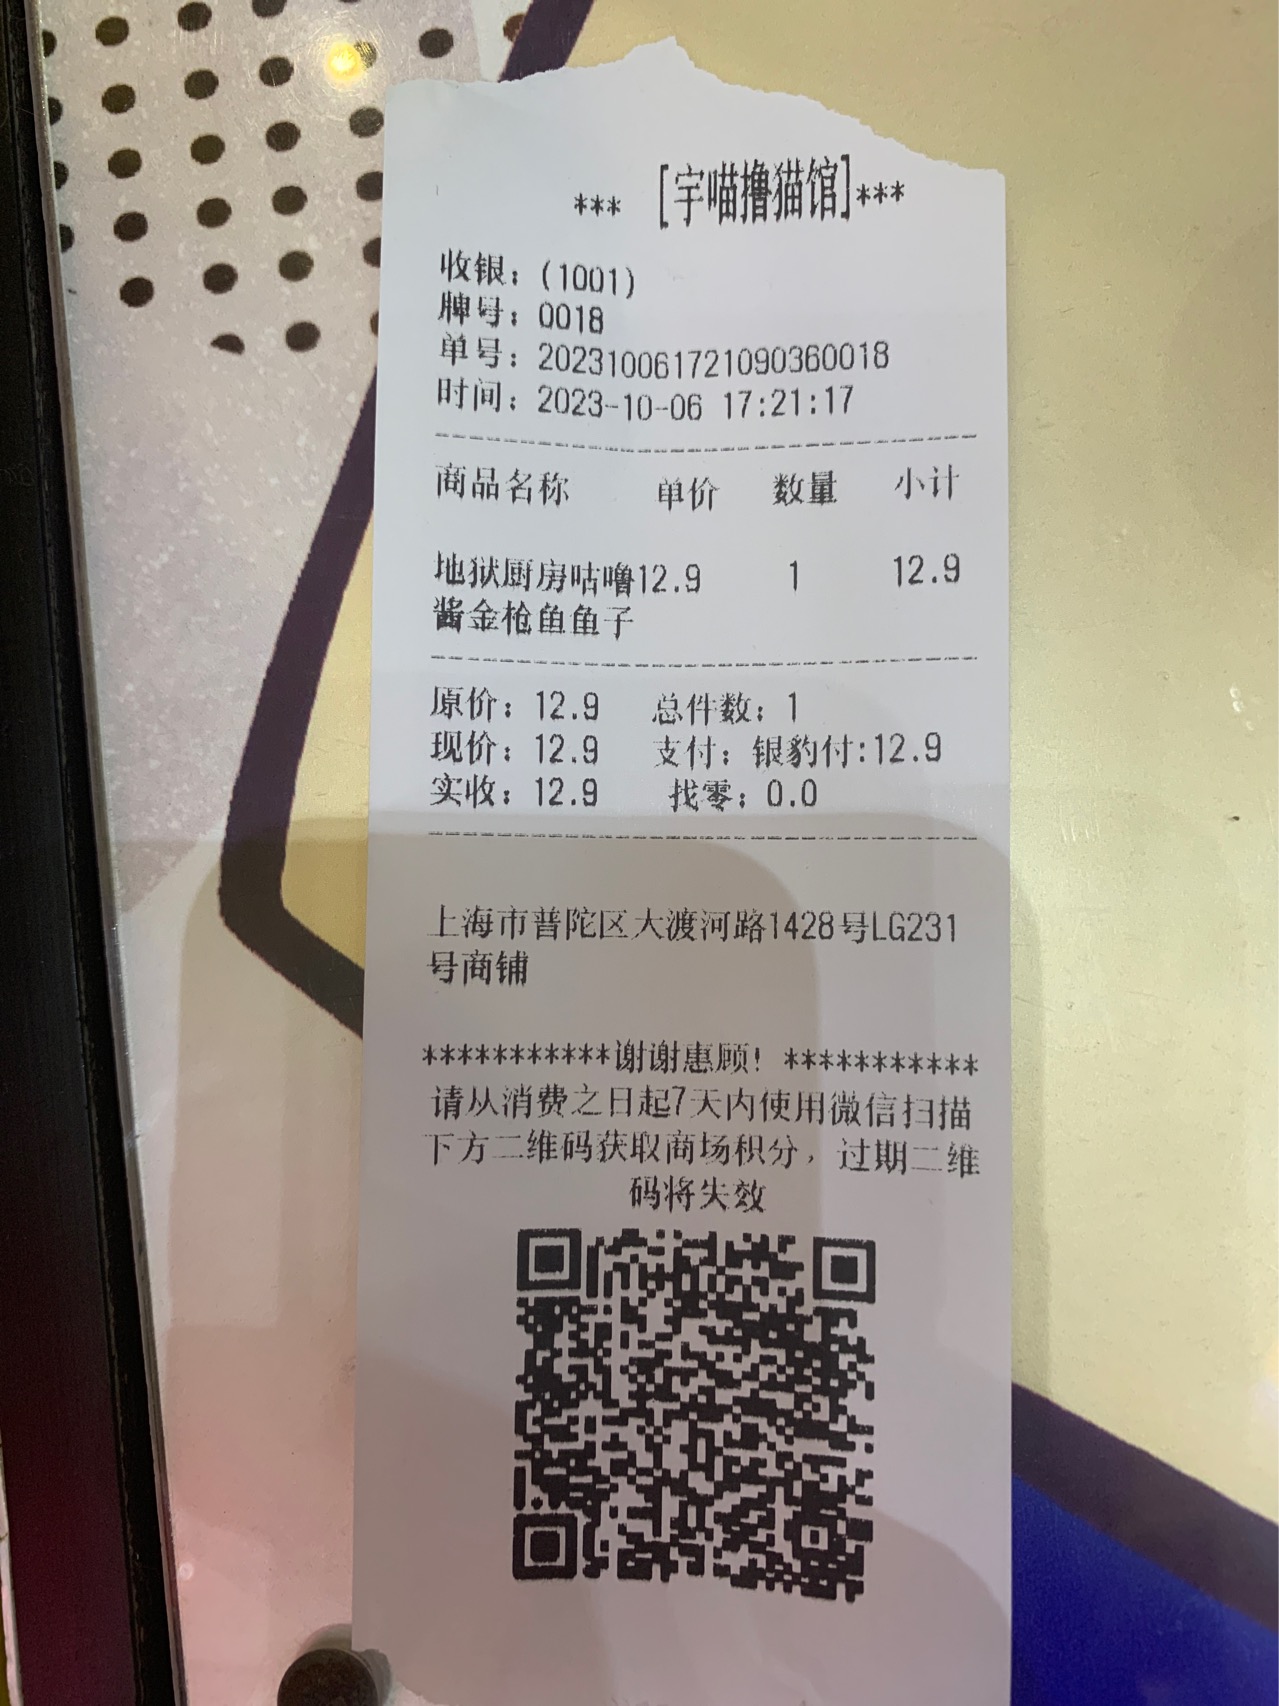 *** [宇喵撸猫馆]***
收银：(1001)
牌号：0018
单号：202310061721090360018
时间：2023-10-06 17:21:17
商品名称 单价 数量 小计
地狱厨房咕噜12.9 1 12.9
酱金枪鱼鱼子
原价：12.9 总件数：1
现价：12.9 支付：银豹付:12.9
实收：12.9 找零：0.0
上海市普陀区大渡河路1428号LG231
号商铺
***********谢谢惠顾！***********
请从消费之日起7天内使用微信扫描
下方二维码获取商场积分，过期二维
码将失效